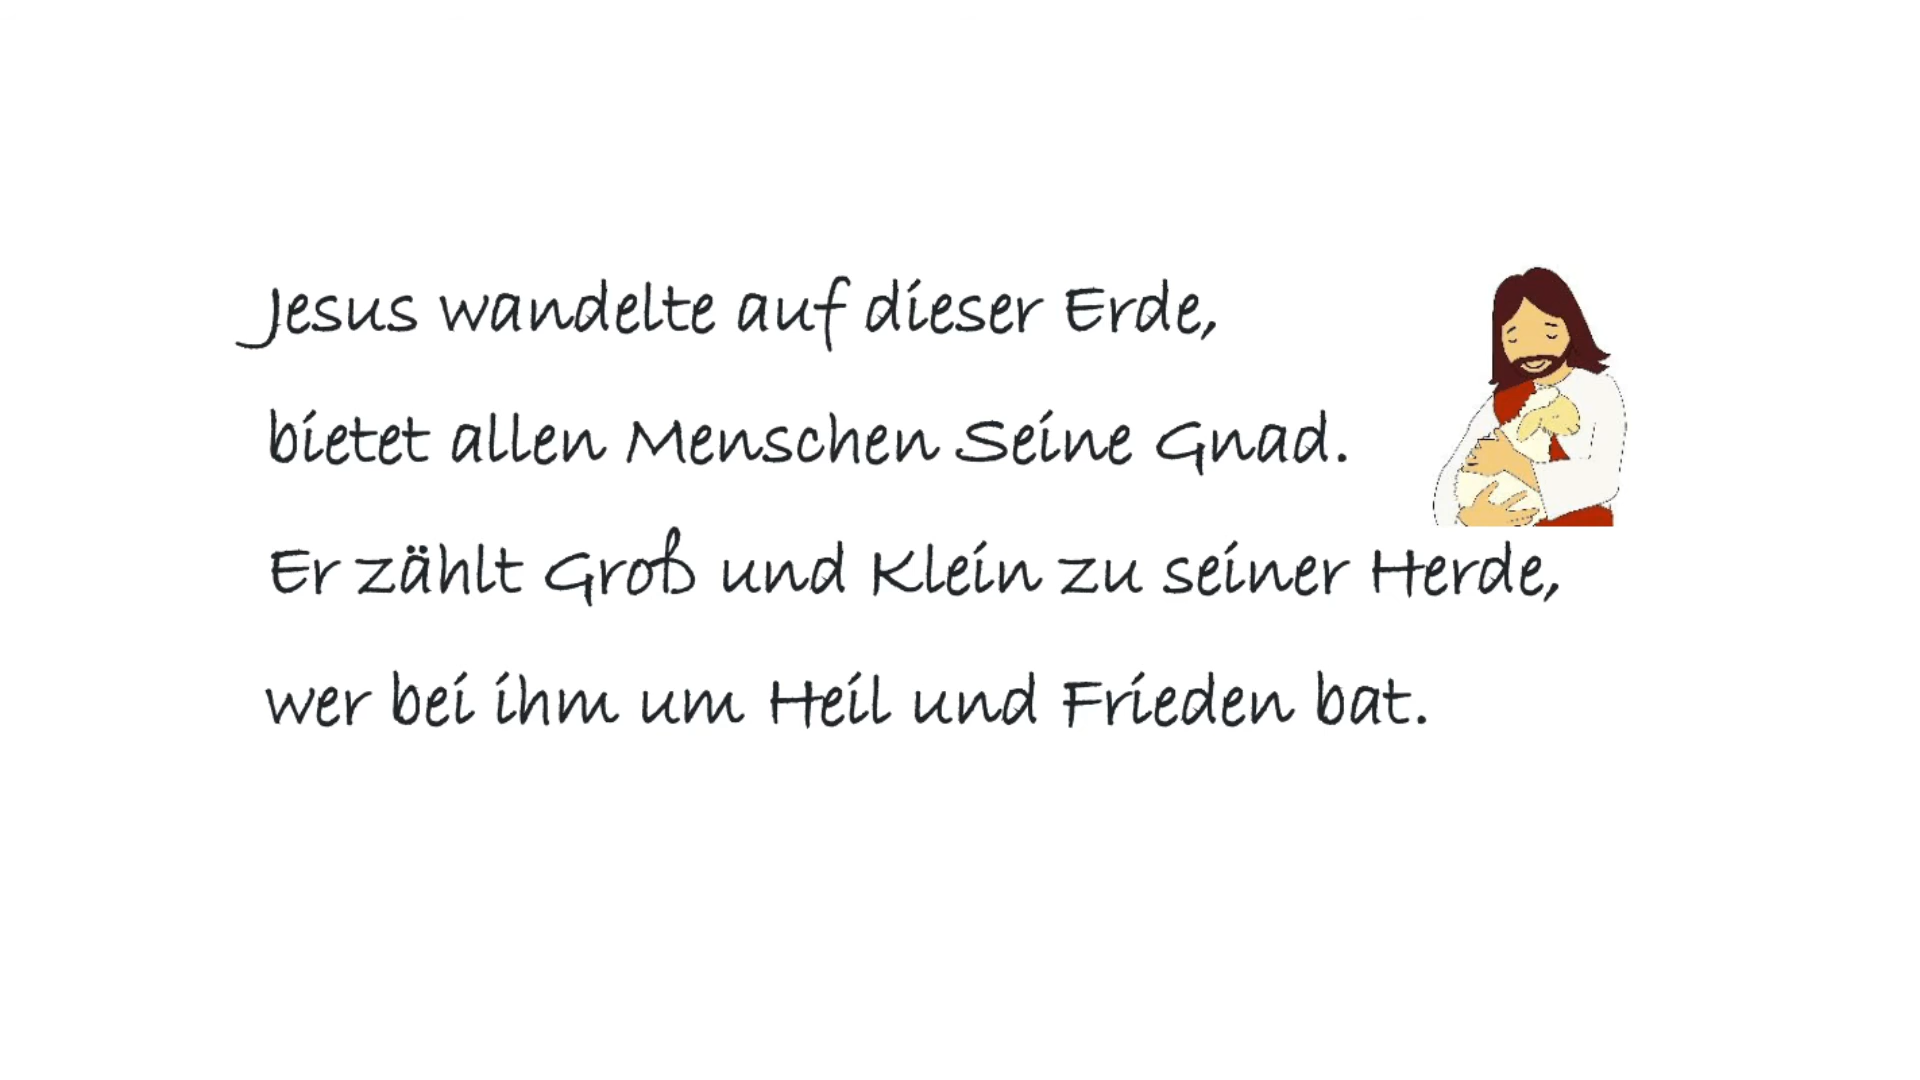 Jesus wandelte auf dieser Erde,
bietet allen Menschen Seine Gnad.
Er zählt Groß und Klein zu seiner Herde,
wer bei ihm um Heil und Frieden bat.